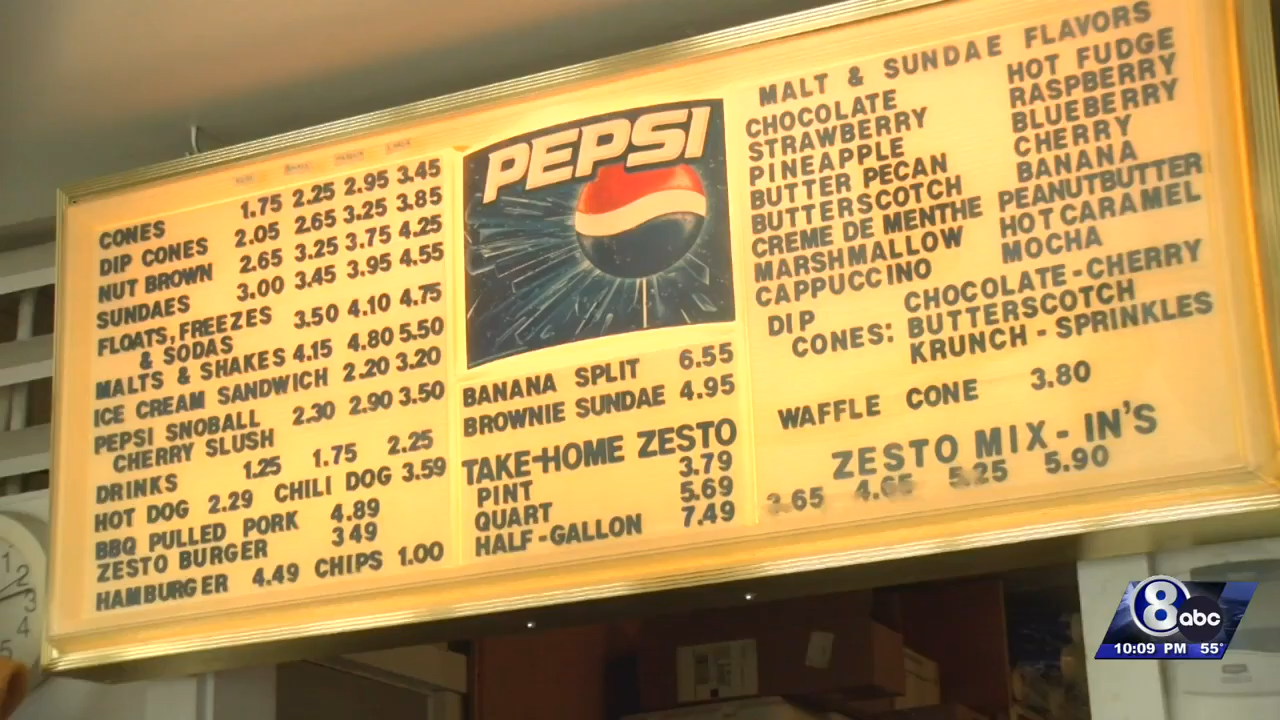 CONES 1.75 2.25 2.95 3.45
DIP CONES 2.05 2.65 3.25 3.85
NUT BROWN 2.65 3.25 3.75 4.25
SUNDAES 3.00 3.45 3.95 4.55
FLOATS, FREEZES
& SODAS 3.50 4.10 4.75
MALTS & SHAKES 4.15 4.80 5.50
ICE CREAM SANDWICH 2.20 3.20
PEPSI SNOBALL 2.30 2.90 3.50
CHERRY SLUSH
DRINKS 1.25 1.75 2.25
HOT DOG 2.29 CHILI DOG 3.59
BBQ PULLED PORK 4.89
ZESTO BURGER 349
HAMBURGER 4.49 CHIPS 1.00
PEPSI
BANANA SPLIT 6.55
BROWNIE SUNDAE 4.95
TAKE-HOME ZESTO
PINT 3.79
QUART 5.69
HALF-GALLON 7.49
MALT & SUNDAE FLAVORS
CHOCOLATE HOT FUDGE
STRAWBERRY RASPBERRY
PINEAPPLE BLUEBERRY
BUTTER PECAN CHERRY
BUTTERSCOTCH BANANA
CREME DE MENTHE PEANUTBUTTER
MARSHMALLOW HOT CARAMEL
CAPPUCCINO MOCHA
DIP CHOCOLATE-CHERRY
CONES: BUTTERSCOTCH
KRUNCH - SPRINKLES
WAFFLE CONE 3.80
ZESTO MIX-IN'S
3.65 4.65 5.25 5.90
1
2
3
4
5
8 abc
10:09 PM 55°